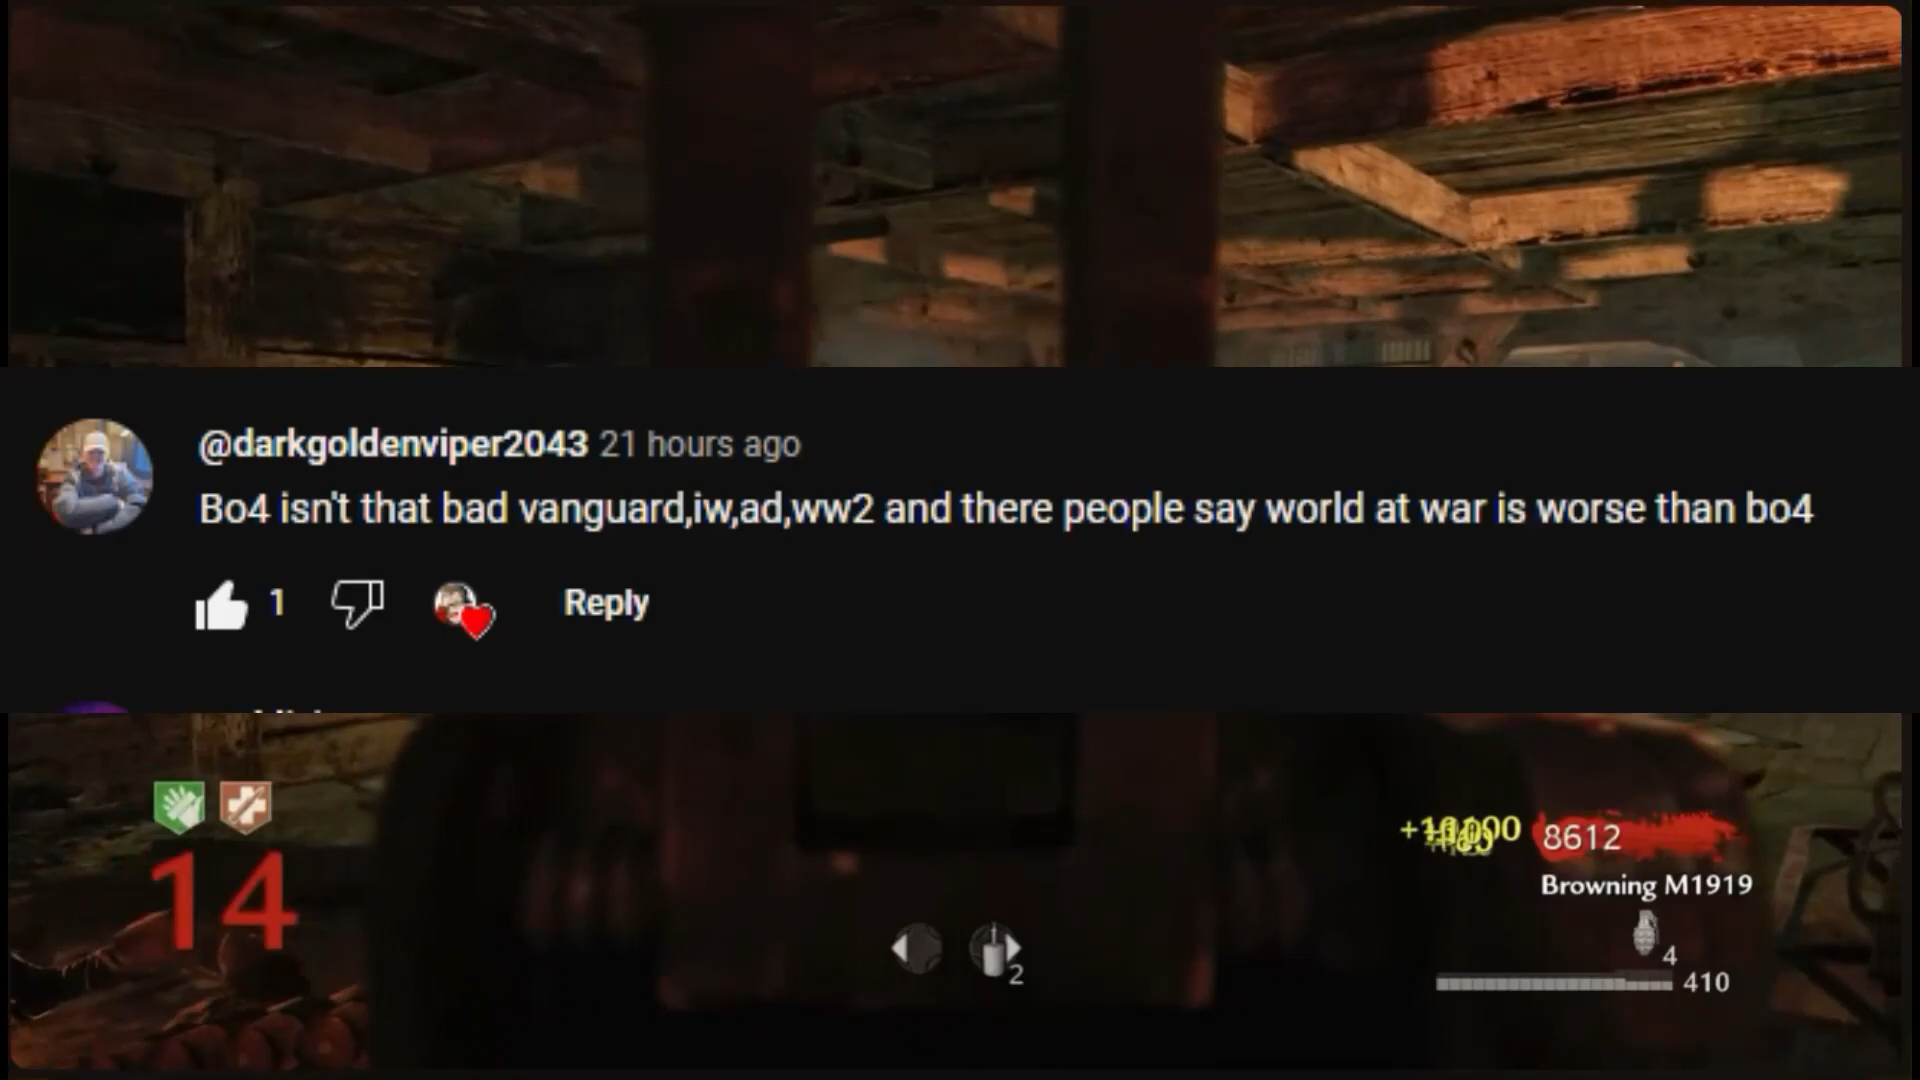 @darkgoldenviper2043 21 hours ago
Bo4 isn't that bad vanguard,iw,ad,ww2 and there people say world at war is worse than bo4
1
Reply
14
8612
Browning M1919
4
2
410